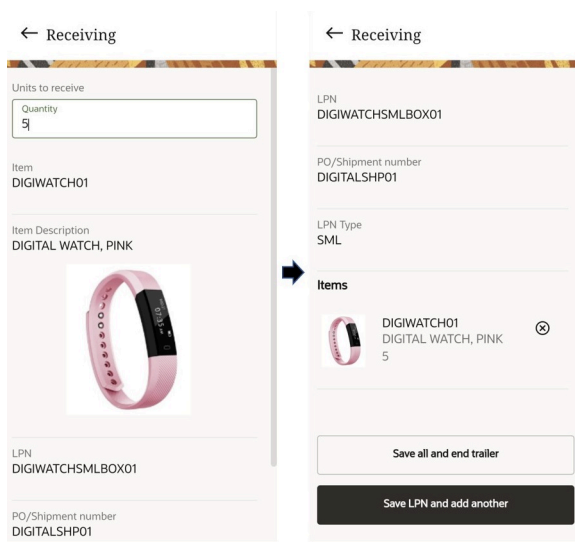 ← Receiving
Units to receive
Quantity
5
Item
DIGIWATCH01
Item Description
DIGITAL WATCH, PINK
07:35
LPN
DIGIWATCHSMLBOX01
PO/Shipment number
DIGITALSHP01
← Receiving
LPN
DIGIWATCHSMLBOX01
PO/Shipment number
DIGITALSHP01
LPN Type
SML
Items
DIGIWATCH01
DIGITAL WATCH, PINK
5
Save all and end trailer
Save LPN and add another